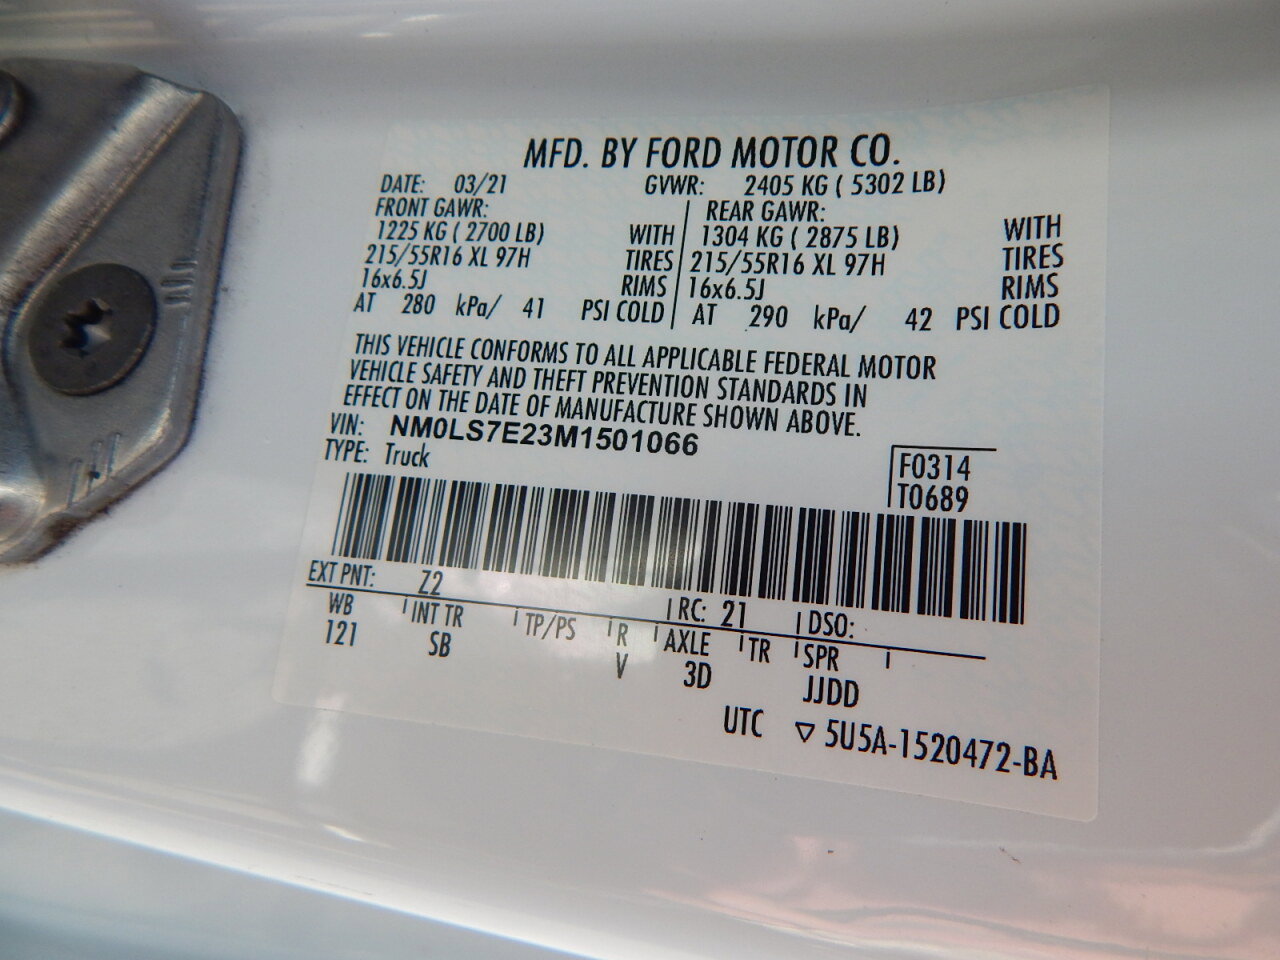 MFD. BY FORD MOTOR CO.
DATE: 03/21 GVWR: 2405 KG ( 5302 LB)
FRONT GAWR: REAR GAWR:
1225 KG ( 2700 LB) WITH 1304 KG ( 2875 LB) WITH
215/55R16 XL 97H TIRES 215/55R16 XL 97H TIRES
16x6.5J RIMS 16x6.5J RIMS
AT 280 kPa/ 41 PSI COLD AT 290 kPa/ 42 PSI COLD
THIS VEHICLE CONFORMS TO ALL APPLICABLE FEDERAL MOTOR
VEHICLE SAFETY AND THEFT PREVENTION STANDARDS IN
EFFECT ON THE DATE OF MANUFACTURE SHOWN ABOVE.
VIN: NM0LS7E23M1501066
TYPE: Truck
F0314
T0689
EXT PNT: Z2 RC: 21 DSO:
WB INT TR TP/PS R AXLE TR SPR
121 SB V 3D JJDD
UTC ▽ 5U5A-1520472-BA